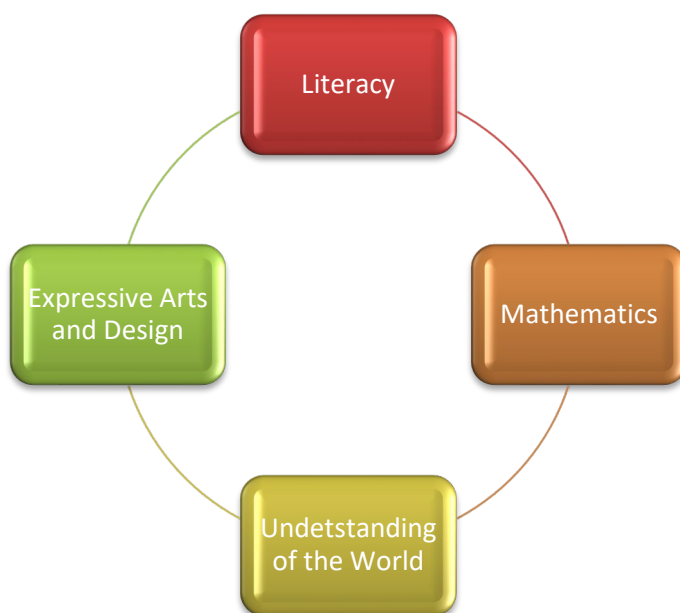 Literacy
Expressive Arts
and Design
Mathematics
Undetstanding
of the World